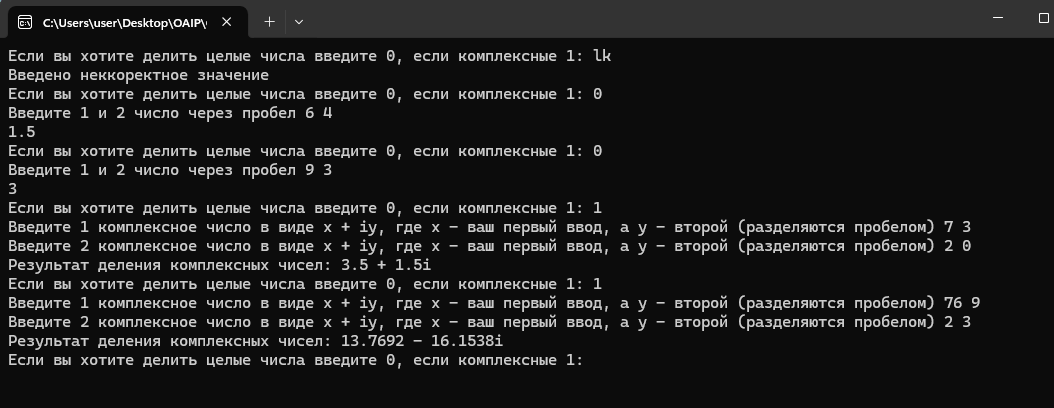 C:\Users\user\Desktop\OAIP\
Если вы хотите делить целые числа введите 0, если комплексные 1: lk
Введено неккоректное значение
Если вы хотите делить целые числа введите 0, если комплексные 1: 0
Введите 1 и 2 число через пробел 6 4
1.5
Если вы хотите делить целые числа введите 0, если комплексные 1: 0
Введите 1 и 2 число через пробел 9 3
3
Если вы хотите делить целые числа введите 0, если комплексные 1: 1
Введите 1 комплексное число в виде x + iy, где x - ваш первый ввод, а y - второй (разделяются пробелом) 7 3
Введите 2 комплексное число в виде x + iy, где x - ваш первый ввод, а y - второй (разделяются пробелом) 2 0
Результат деления комплексных чисел: 3.5 + 1.5i
Если вы хотите делить целые числа введите 0, если комплексные 1: 1
Введите 1 комплексное число в виде x + iy, где x - ваш первый ввод, а y - второй (разделяются пробелом) 76 9
Введите 2 комплексное число в виде x + iy, где x - ваш первый ввод, а y - второй (разделяются пробелом) 2 3
Результат деления комплексных чисел: 13.7692 - 16.1538i
Если вы хотите делить целые числа введите 0, если комплексные 1: